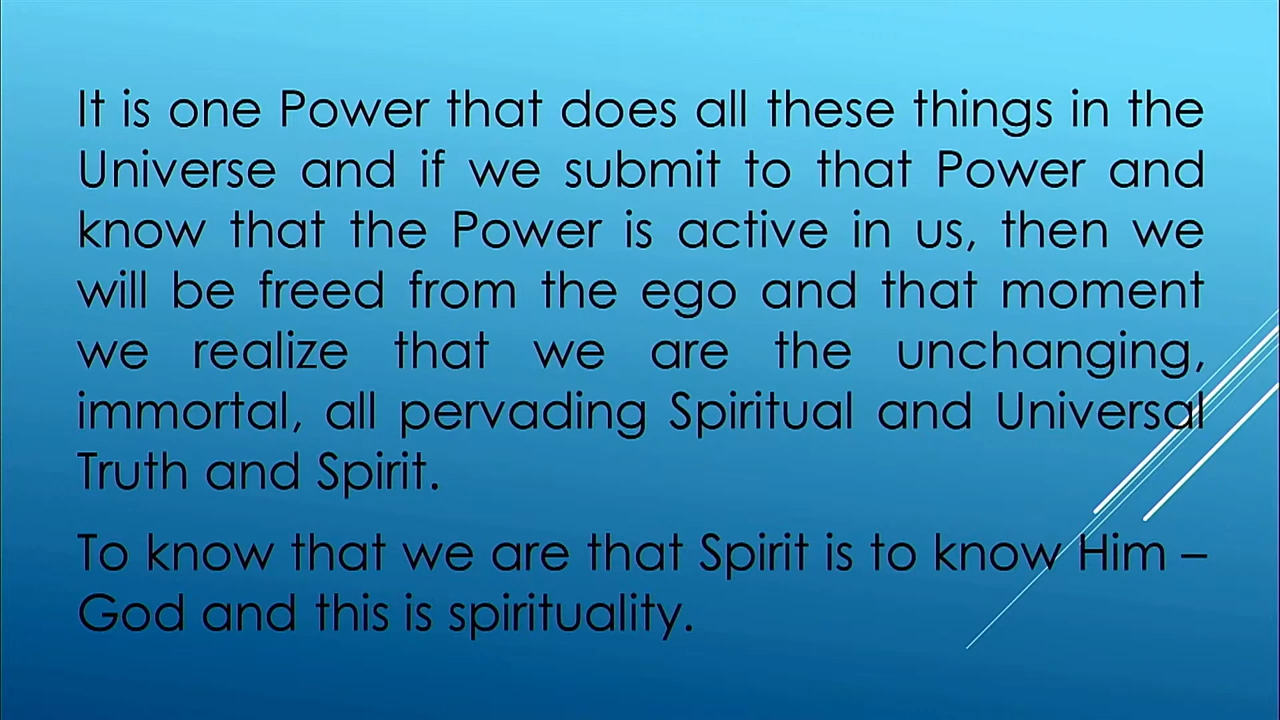 It is one Power that does all these things in the
Universe and if we submit to that Power and
know that the Power is active in us, then we
will be freed from the ego and that moment
we realize that we are the unchanging,
immortal, all pervading Spiritual and Universal
Truth and Spirit.
To know that we are that Spirit is to know Him –
God and this is spirituality.